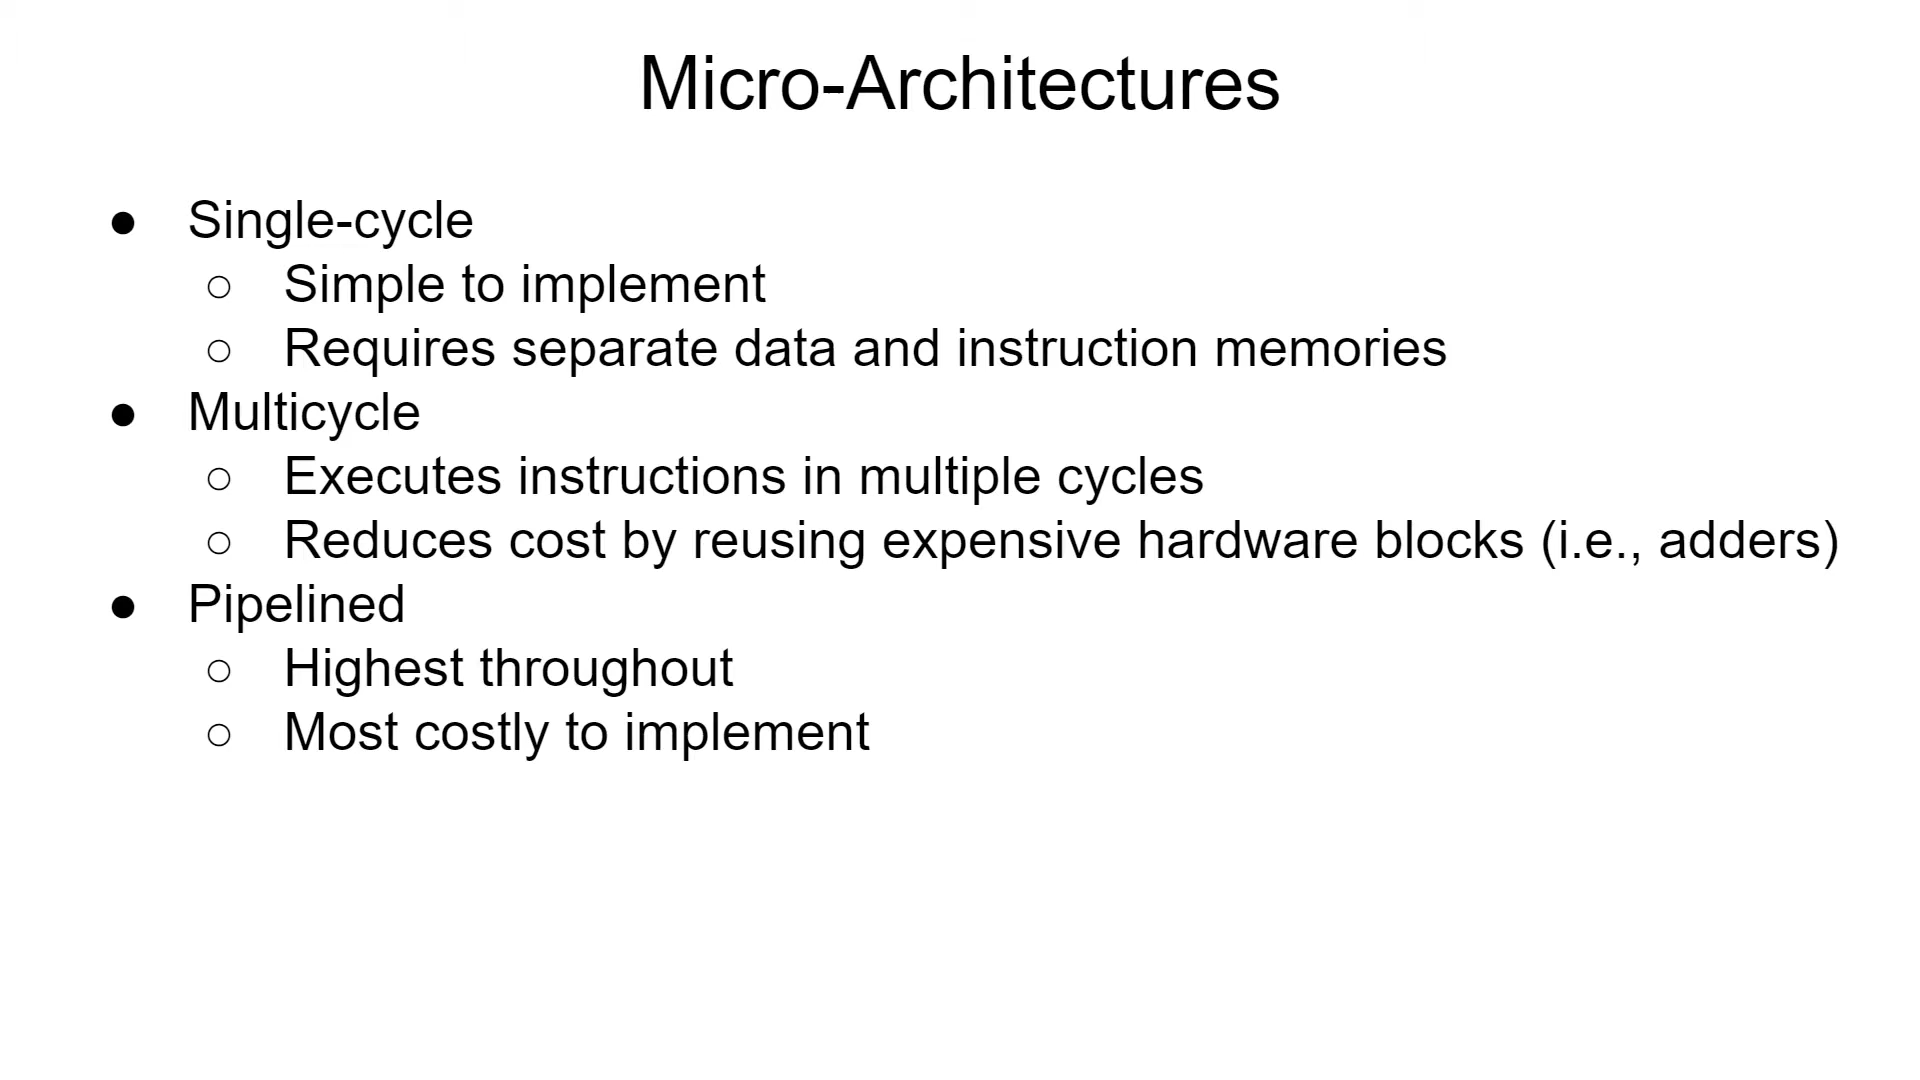 Micro-Architectures
● Single-cycle
○ Simple to implement
○ Requires separate data and instruction memories
● Multicycle
○ Executes instructions in multiple cycles
○ Reduces cost by reusing expensive hardware blocks (i.e., adders)
● Pipelined
○ Highest throughout
○ Most costly to implement